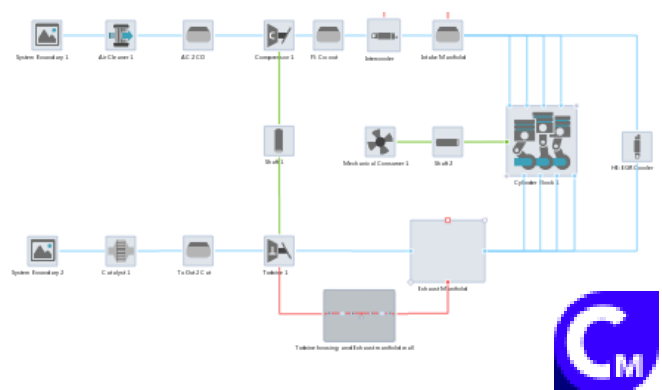 System Boundary 1
Air Cleaner 1
AC 2 CO
Compressor 1
Pi Co-out
Intercooler
Intake Manifold
Shaft 1
Mechanical Consumer 1
Shaft 2
Cylinder Block 1
HE: EGR Cooler
System Boundary 2
Catalyst 1
Tu Out 2 Cat
Turbine 1
Exhaust Manifold
Turbine housing and Exhaust manifold wall
CM